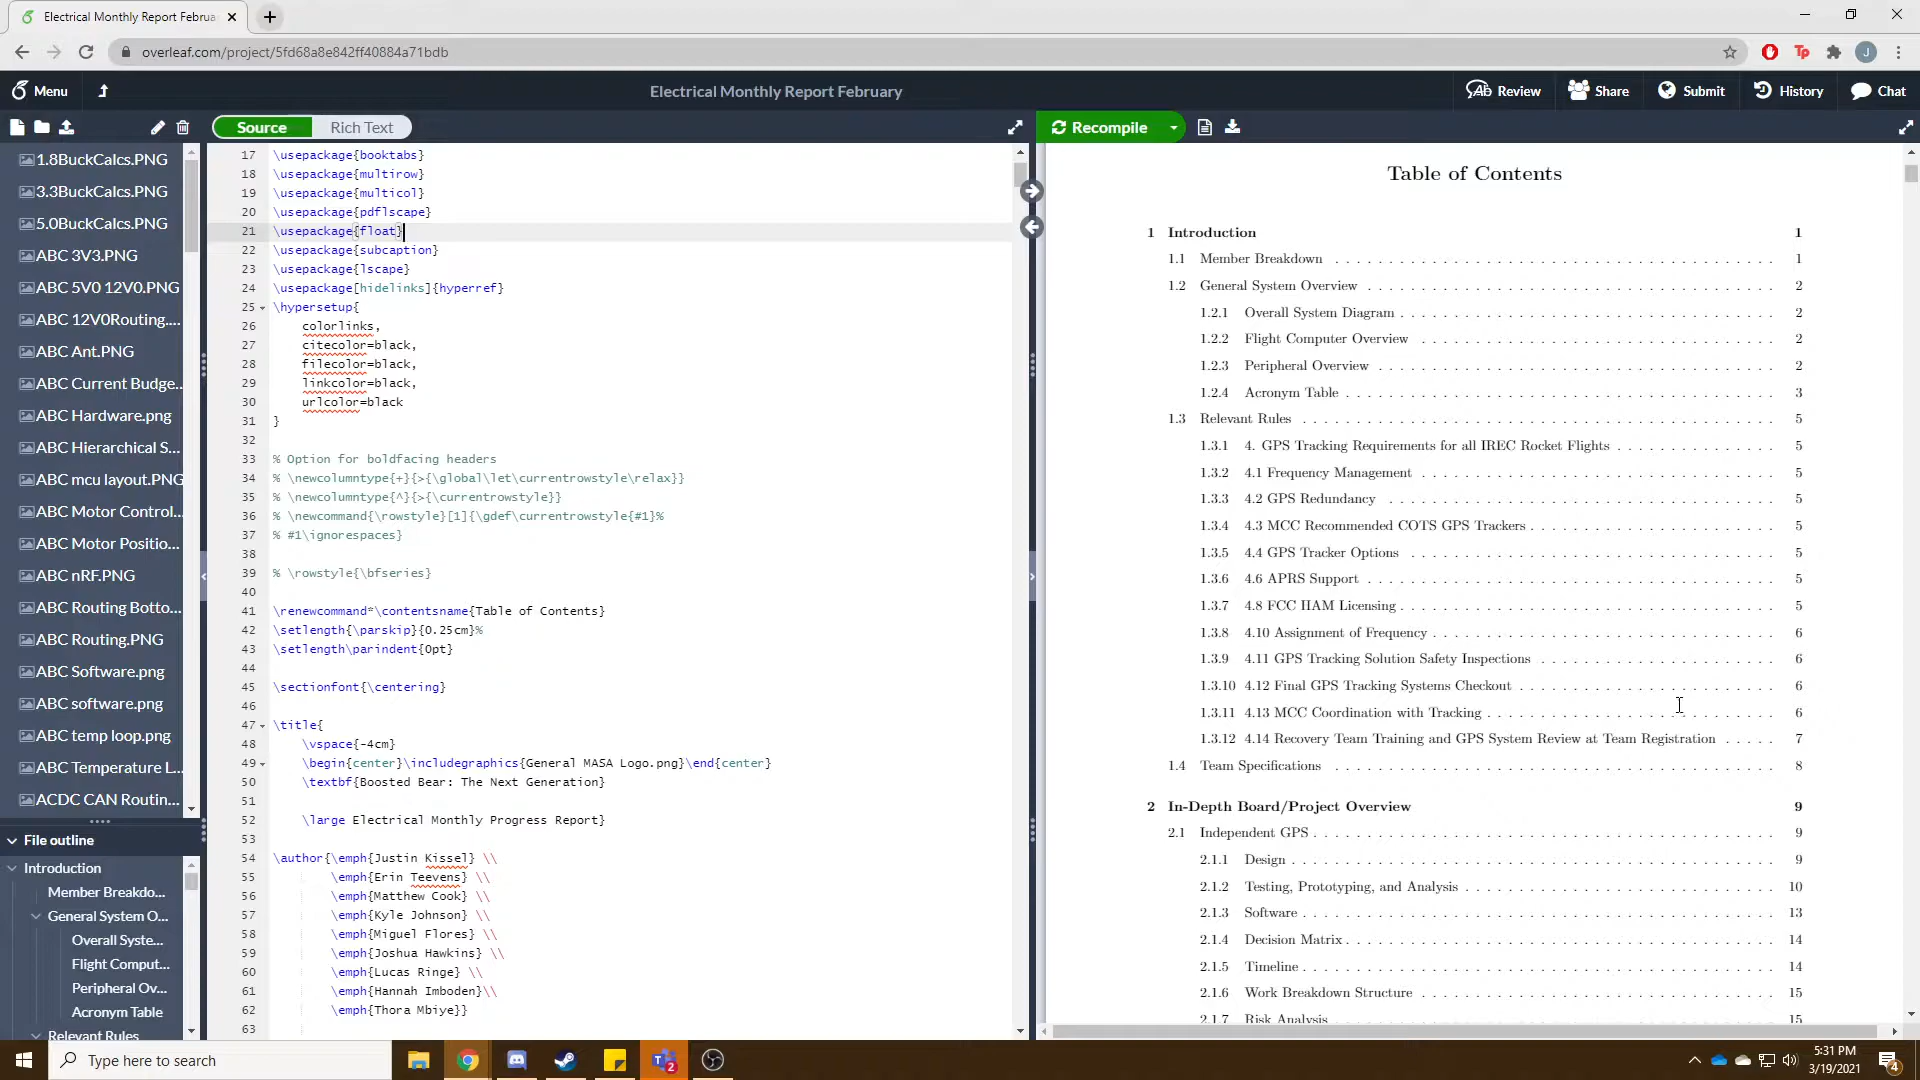 Electrical Monthly Report Februa
overleaf.com/project/5fd68a8e842ff40884a71bdb
J
Menu
Electrical Monthly Report February
Review
Share
Submit
History
Chat
Source
Rich Text
Recompile
1.8BuckCalcs.PNG
3.3BuckCalcs.PNG
5.0BuckCalcs.PNG
ABC 3V3.PNG
ABC 5V0 12V0.PNG
ABC 12V0Routing....
ABC Ant.PNG
ABC Current Budge...
ABC Hardware.png
ABC Hierarchical S...
ABC mcu layout.PNG
ABC Motor Control...
ABC Motor Positio...
ABC nRF.PNG
ABC Routing Botto...
ABC Routing.PNG
ABC Software.png
ABC software.png
ABC temp loop.png
ABC Temperature L...
ACDC CAN Routin...
File outline
Introduction
Member Breakdo...
General System O...
Overall Syste...
Flight Comput...
Peripheral Ov...
Acronym Table
Relevant Rules
17 \usepackage{booktabs}
18 \usepackage{multirow}
19 \usepackage{multicol}
20 \usepackage{pdflscape}
21 \usepackage{float}
22 \usepackage{subcaption}
23 \usepackage{lscape}
24 \usepackage[hidelinks]{hyperref}
25 \hypersetup{
26 colorlinks,
27 citecolor=black,
28 filecolor=black,
29 linkcolor=black,
30 urlcolor=black
31 }
32
33 % Option for boldfacing headers
34 % \newcolumntype{+}{>{\global\let\currentrowstyle\relax}}
35 % \newcolumntype{^}{>{\currentrowstyle}}
36 % \newcommand{\rowstyle}[1]{\gdef\currentrowstyle{#1}%
37 % #1\ignorespaces}
38
39 % \rowstyle{\bfseries}
40
41 \renewcommand*\contentsname{Table of Contents}
42 \setlength{\parskip}{0.25cm}%
43 \setlength\parindent{0pt}
44
45 \sectionfont{\centering}
46
47 \title{
48 \vspace{-4cm}
49 \begin{center}\includegraphics{General MASA Logo.png}\end{center}
50 \textbf{Boosted Bear: The Next Generation}
51
52 \large Electrical Monthly Progress Report}
53
54 \author{\emph{Justin Kissel} \\
55 \emph{Erin Teevens} \\
56 \emph{Matthew Cook} \\
57 \emph{Kyle Johnson} \\
58 \emph{Miguel Flores} \\
59 \emph{Joshua Hawkins} \\
60 \emph{Lucas Ringe} \\
61 \emph{Hannah Imboden}\\
62 \emph{Thora Mbiye}}
63
Table of Contents
1 Introduction 1
1.1 Member Breakdown . . . 1
1.2 General System Overview . . . 2
1.2.1 Overall System Diagram . . . 2
1.2.2 Flight Computer Overview . . . 2
1.2.3 Peripheral Overview . . . 2
1.2.4 Acronym Table . . . 3
1.3 Relevant Rules . . . 5
1.3.1 4. GPS Tracking Requirements for all IREC Rocket Flights . . . 5
1.3.2 4.1 Frequency Management . . . 5
1.3.3 4.2 GPS Redundancy . . . 5
1.3.4 4.3 MCC Recommended COTS GPS Trackers . . . 5
1.3.5 4.4 GPS Tracker Options . . . 5
1.3.6 4.6 APRS Support . . . 5
1.3.7 4.8 FCC HAM Licensing . . . 5
1.3.8 4.10 Assignment of Frequency . . . 6
1.3.9 4.11 GPS Tracking Solution Safety Inspections . . . 6
1.3.10 4.12 Final GPS Tracking Systems Checkout . . . 6
1.3.11 4.13 MCC Coordination with Tracking . . . 6
1.3.12 4.14 Recovery Team Training and GPS System Review at Team Registration . . . 7
1.4 Team Specifications . . . 8
2 In-Depth Board/Project Overview 9
2.1 Independent GPS . . . 9
2.1.1 Design . . . 9
2.1.2 Testing, Prototyping, and Analysis . . . 10
2.1.3 Software . . . 13
2.1.4 Decision Matrix . . . 14
2.1.5 Timeline . . . 14
2.1.6 Work Breakdown Structure . . . 15
2.1.7 Risk Analysis . . . 15
Type here to search
2
5:31 PM
3/19/2021
4